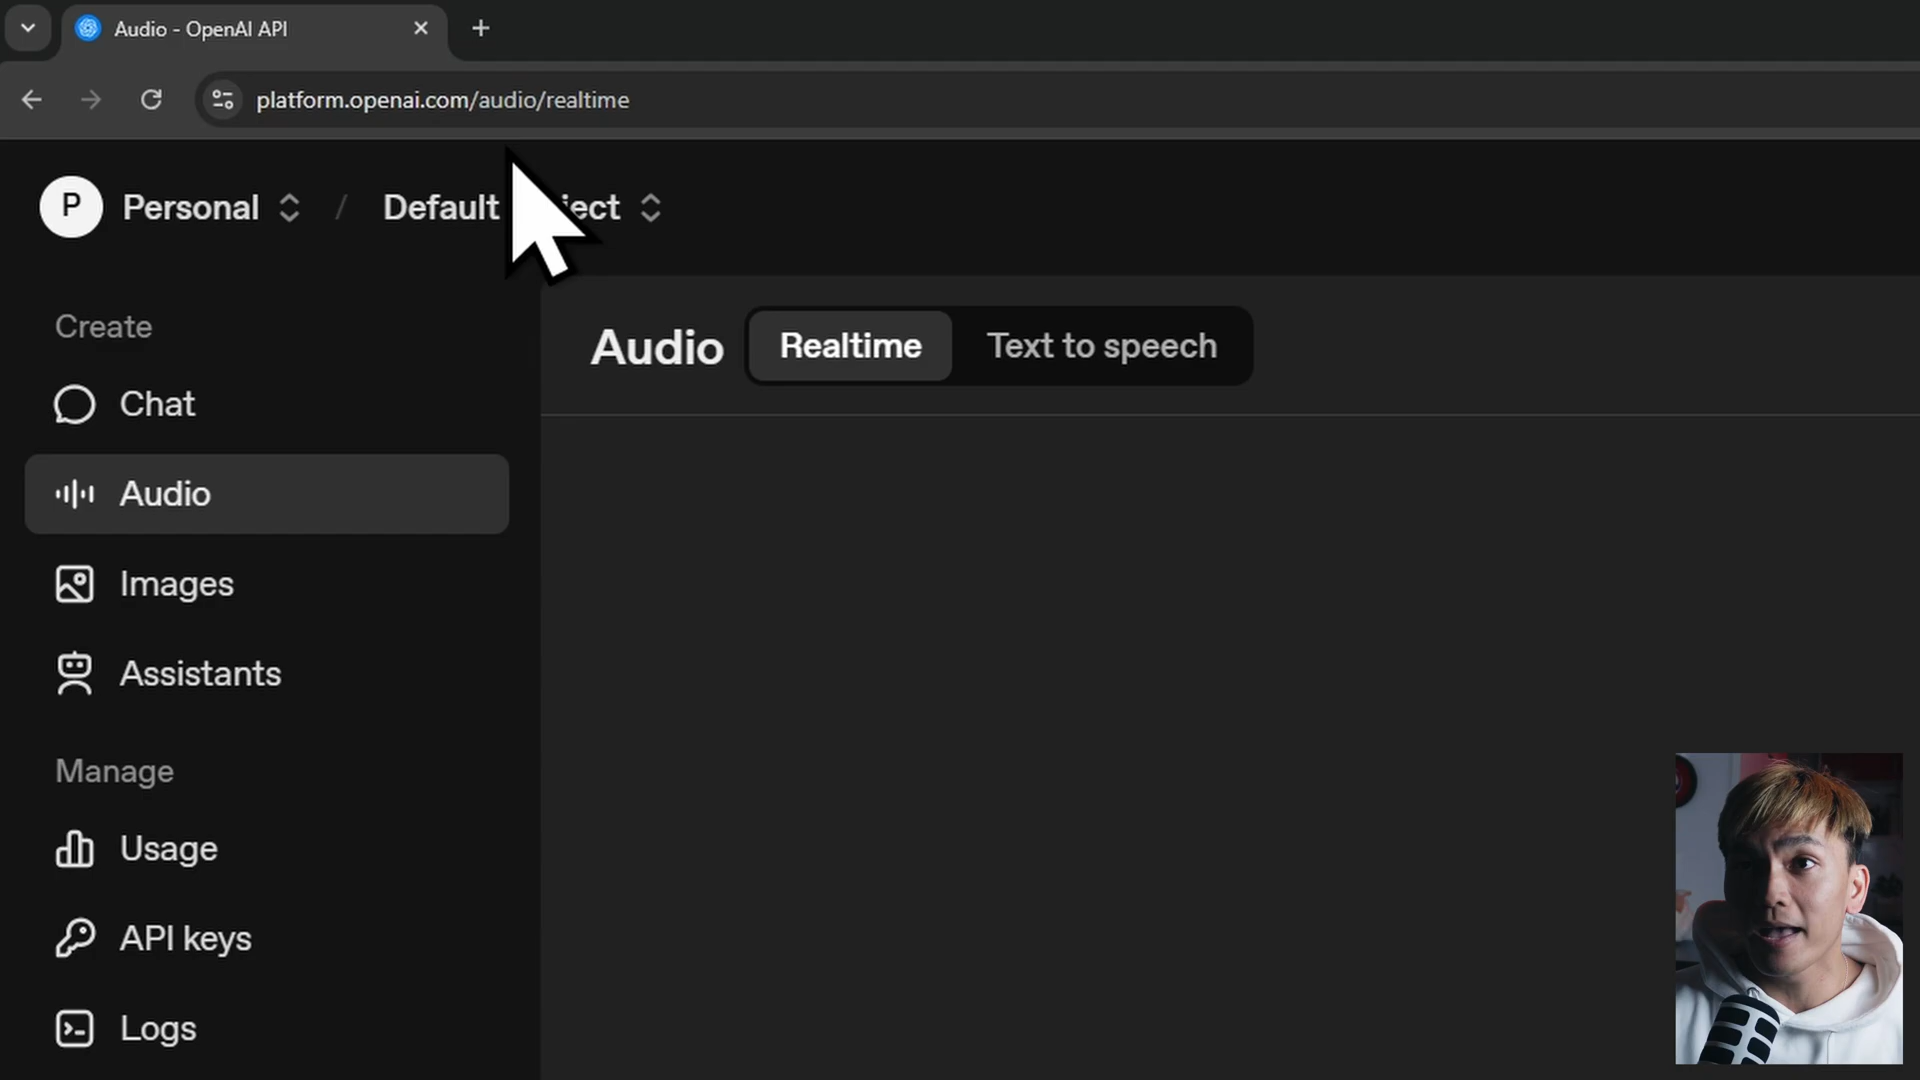 Audio - OpenAI API
platform.openai.com/audio/realtime
P Personal / Default ject
Audio Realtime Text to speech
Create
Chat
Audio
Images
Assistants
Manage
Usage
API keys
Logs